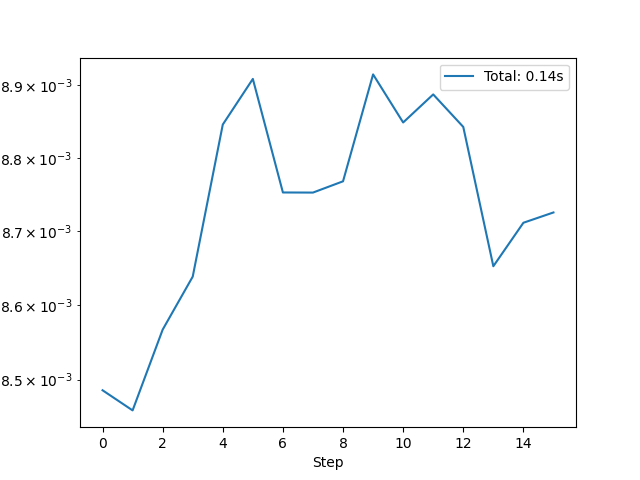 Total: 0.14s
8.9 × 10⁻³
8.8 × 10⁻³
8.7 × 10⁻³
8.6 × 10⁻³
8.5 × 10⁻³
0 2 4 6 8 10 12 14
Step